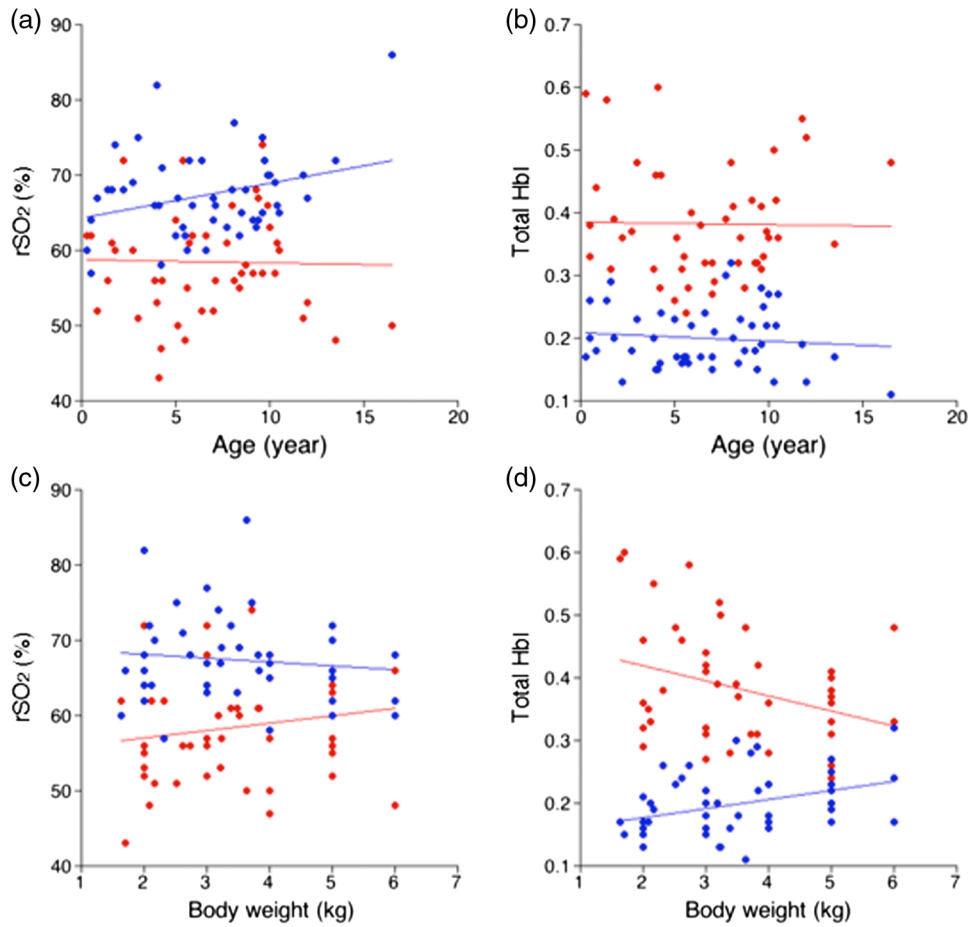 (a)
90
80
70
60
50
40
rSO2 (%)
0 5 10 15 20
Age (year)
(b)
0.7
0.6
0.5
0.4
0.3
0.2
0.1
Total HbI
0 5 10 15 20
Age (year)
(c)
90
80
70
60
50
40
rSO2 (%)
1 2 3 4 5 6 7
Body weight (kg)
(d)
0.7
0.6
0.5
0.4
0.3
0.2
0.1
Total HbI
1 2 3 4 5 6 7
Body weight (kg)